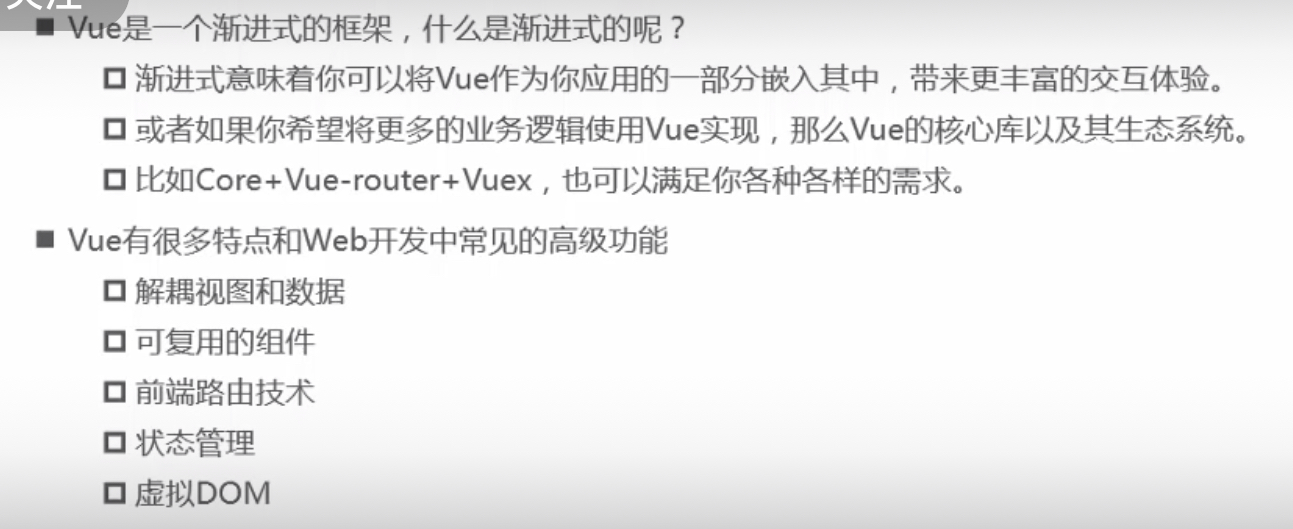 关注
■ Vue是一个渐进式的框架，什么是渐进式的呢？
渐进式意味着你可以将Vue作为你应用的一部分嵌入其中，带来更丰富的交互体验。
或者如果你希望将更多的业务逻辑使用Vue实现，那么Vue的核心库以及其生态系统。
比如Core+Vue-router+Vuex，也可以满足你各种各样的需求。
■ Vue有很多特点和Web开发中常见的高级功能
解耦视图和数据
可复用的组件
前端路由技术
状态管理
虚拟DOM